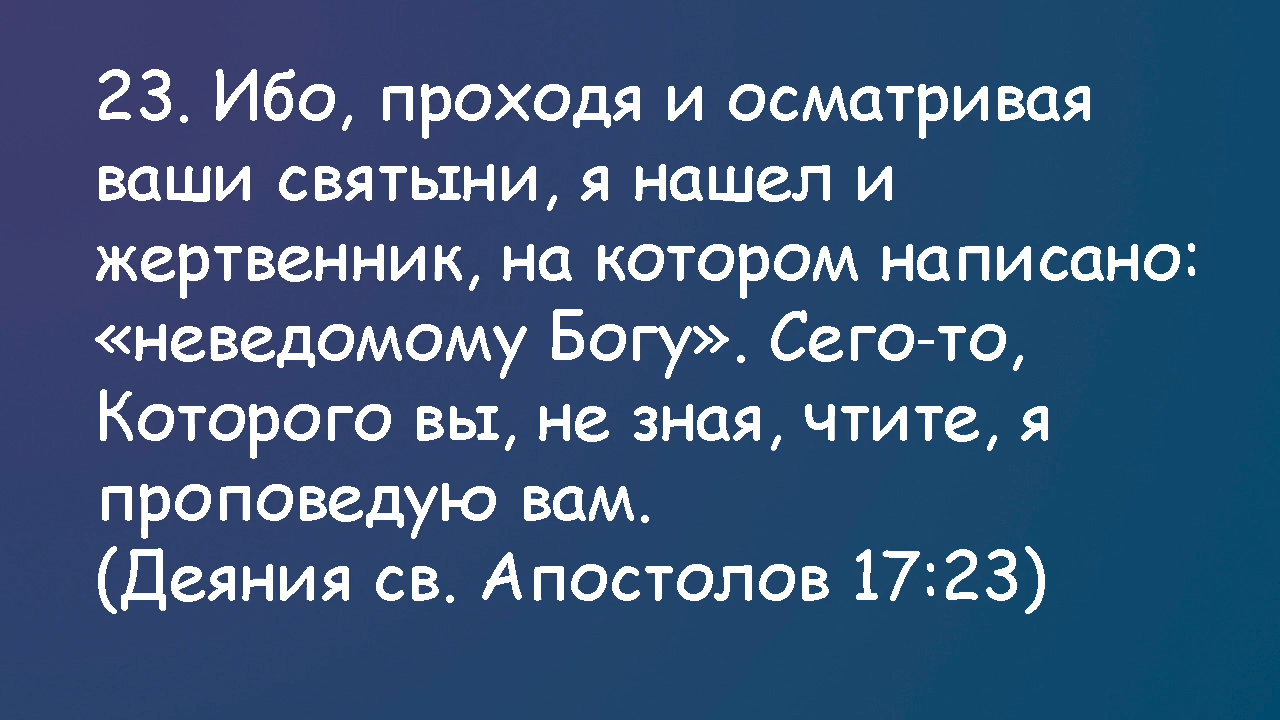 23. Ибо, проходя и осматривая
ваши святыни, я нашел и
жертвенник, на котором написано:
«неведомому Богу». Сего-то,
Которого вы, не зная, чтите, я
проповедую вам.
(Деяния св. Апостолов 17:23)